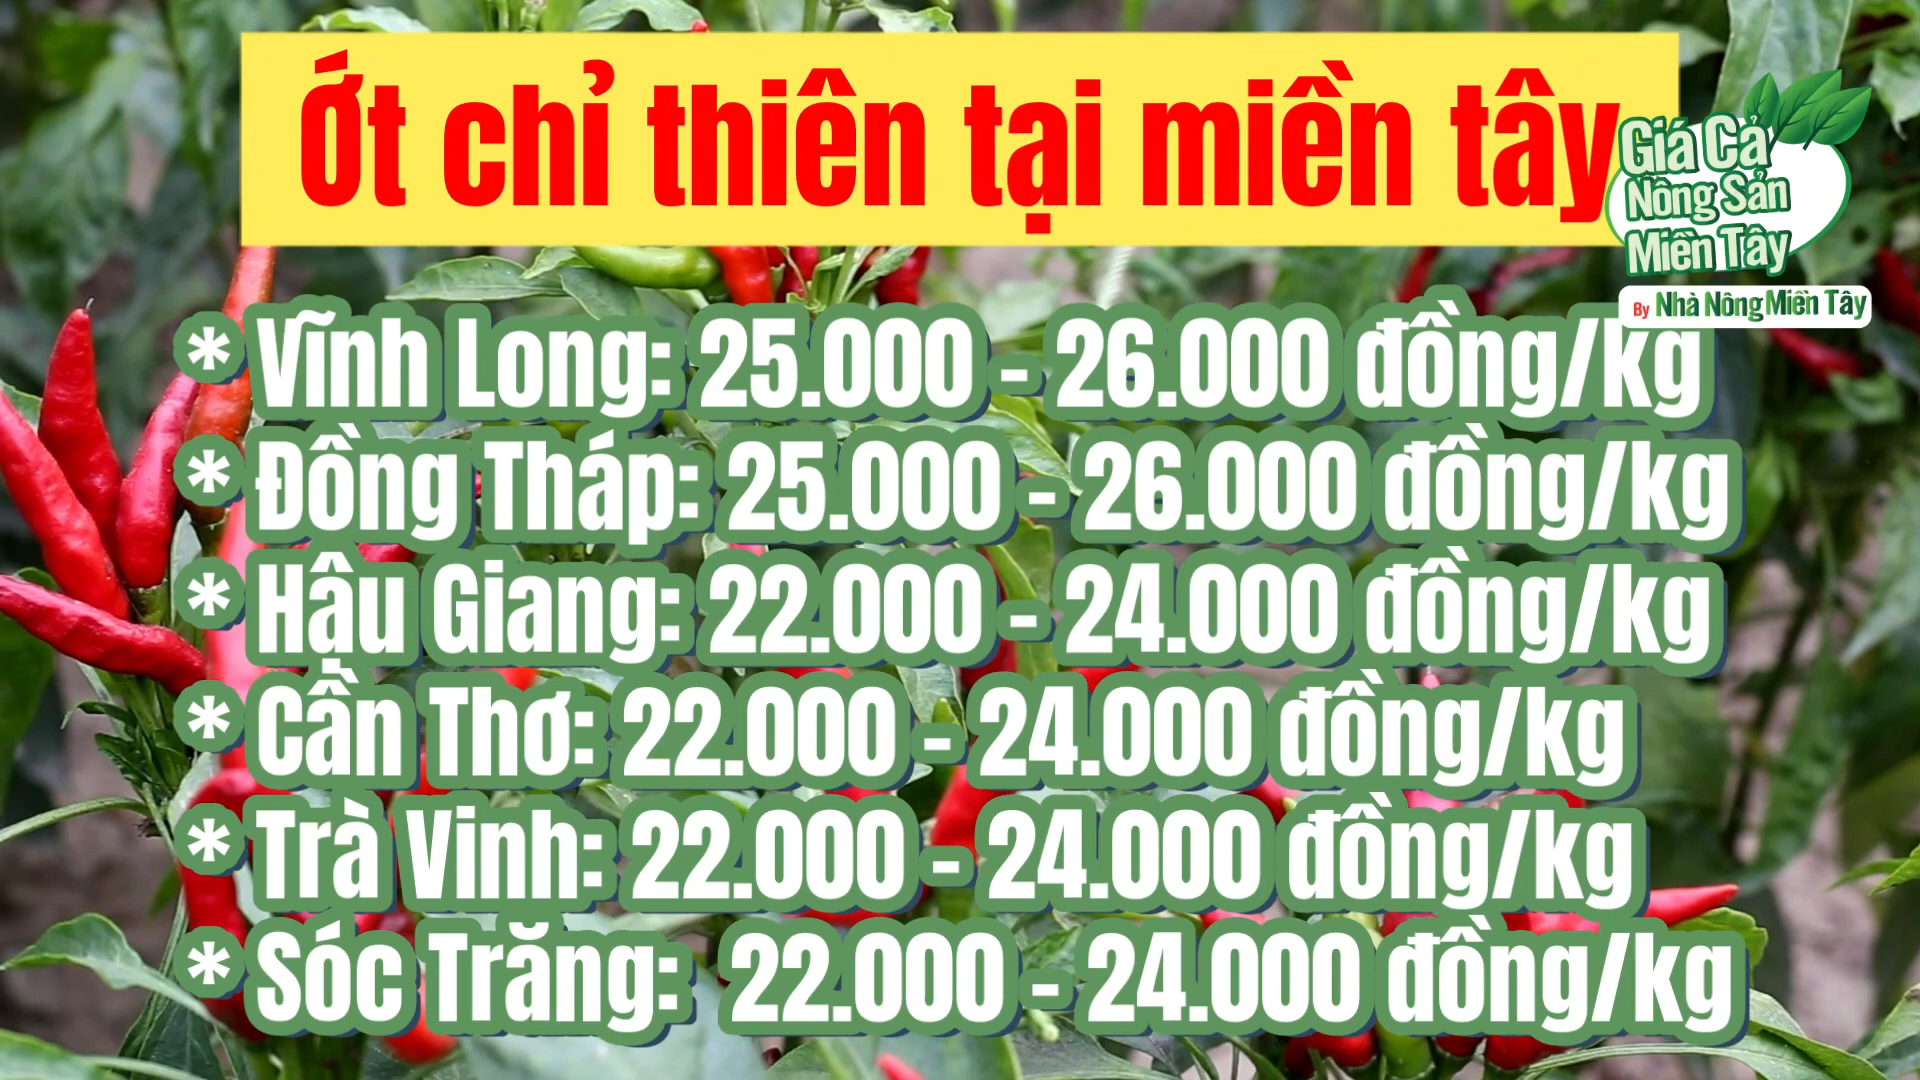 Ớt chỉ thiên tại miền tây
Giá Cả
Nông Sản
Miền Tây
By Nhà Nông Miền Tây
* Vĩnh Long: 25.000 - 26.000 đồng/kg
* Đồng Tháp: 25.000 - 26.000 đồng/kg
* Hậu Giang: 22.000 - 24.000 đồng/kg
* Cần Thơ: 22.000 - 24.000 đồng/kg
* Trà Vinh: 22.000 - 24.000 đồng/kg
* Sóc Trăng: 22.000 - 24.000 đồng/kg